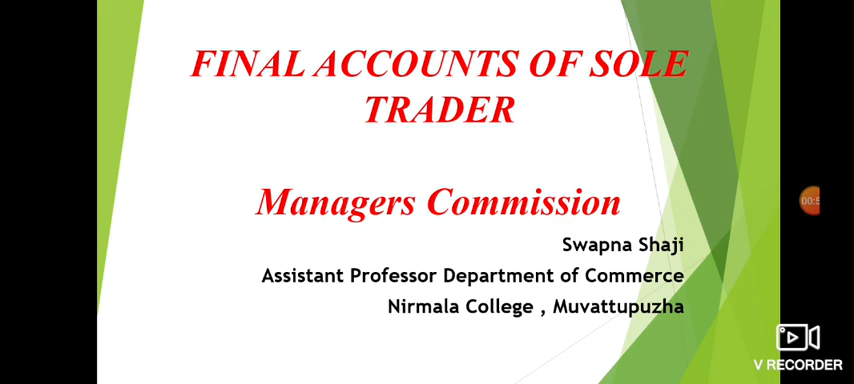 FINAL ACCOUNTS OF SOLE
TRADER
Managers Commission
Swapna Shaji
Assistant Professor Department of Commerce
Nirmala College , Muvattupuzha
V RECORDER